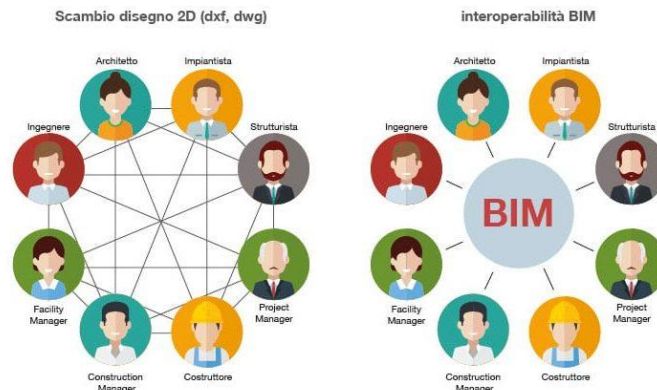 Scambio disegno 2D (dxf, dwg)
Architetto
Impiantista
Ingegnere
Strutturista
Facility
Manager
Project
Manager
Construction
Manager
Costruttore
interoperabilità BIM
Architetto
Impiantista
Ingegnere
Strutturista
BIM
Facility
Manager
Project
Manager
Construction
Manager
Costruttore